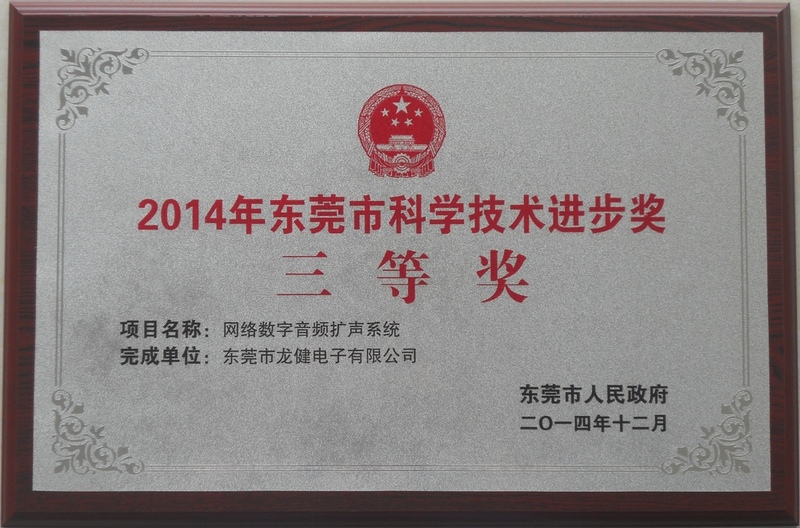 2014年东莞市科学技术进步奖
三等奖
项目名称：网络数字音频扩声系统
完成单位：东莞市龙健电子有限公司
东莞市人民政府
二〇一四年十二月